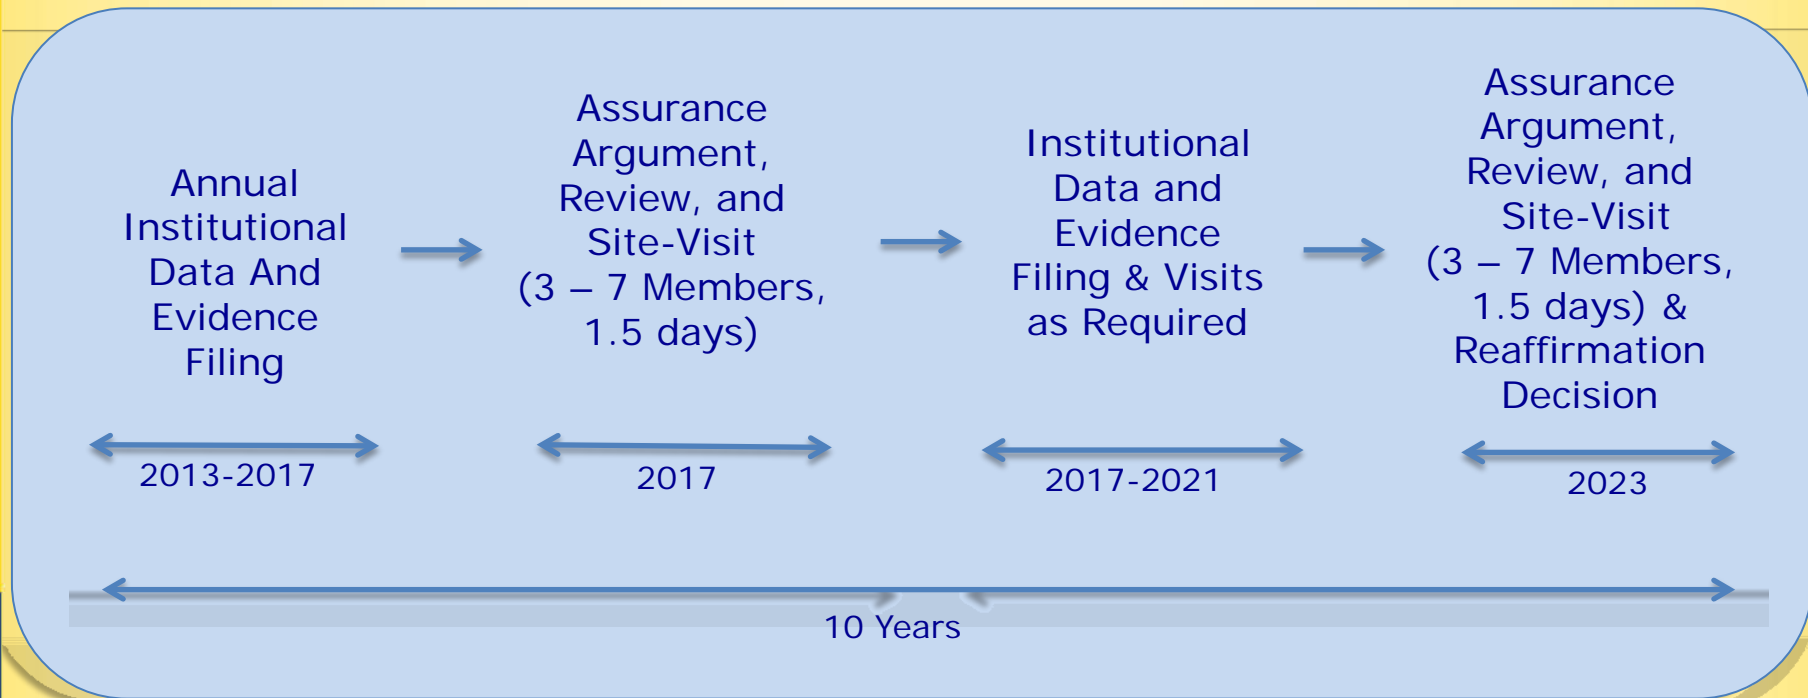 Annual
Institutional
Data And
Evidence
Filing
2013-2017
Assurance
Argument,
Review, and
Site-Visit
(3 – 7 Members,
1.5 days)
2017
Institutional
Data and
Evidence
Filing & Visits
as Required
2017-2021
Assurance
Argument,
Review, and
Site-Visit
(3 – 7 Members,
1.5 days) &
Reaffirmation
Decision
2023
10 Years